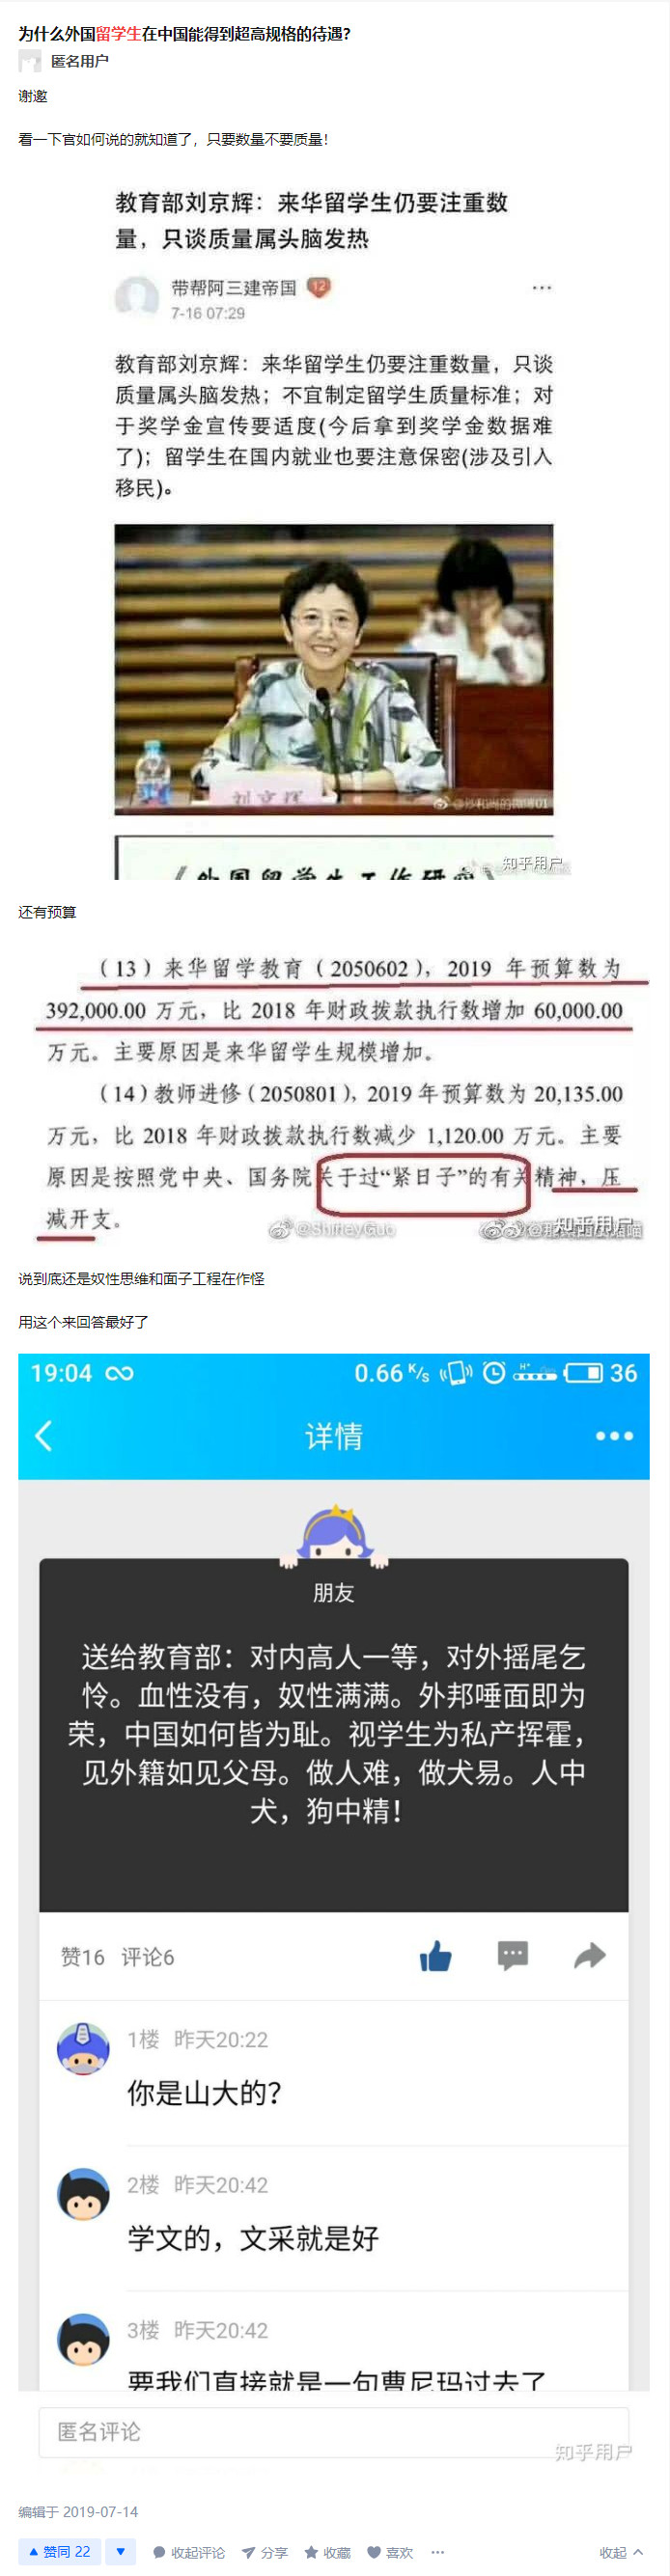 为什么外国留学生在中国能得到超高规格的待遇?
匿名用户
谢邀
看一下官如何说的就知道了，只要数量不要质量!
教育部刘京辉：来华留学生仍要注重数
量，只谈质量属头脑发热
带帮阿三建帝国 12
7-16 07:29
教育部刘京辉：来华留学生仍要注重数量，只谈
质量属头脑发热；不宜制定留学生质量标准；对
于奖学金宣传要适度(今后拿到奖学金数据难
了)；留学生在国内就业也要注意保密(涉及引入
移民)。
刘京辉
知乎用户
还有预算
（13）来华留学教育（2050602），2019 年预算数为
392,000.00 万元，比 2018 年财政拨款执行数增加 60,000.00
万元。主要原因是来华留学生规模增加。
（14）教师进修（2050801），2019年预算数为 20,135.00
万元，比 2018 年财政拨款执行数减少 1,120.00 万元。主要
原因是按照党中央、国务院关于过“紧日子”的有关精神，压
减开支。
@ShirleyGuo
知乎用户
说到底还是奴性思维和面子工程在作怪
用这个来回答最好了
19:04 0.66 K/s 36
详情
朋友
送给教育部：对内高人一等，对外摇尾乞
怜。血性没有，奴性满满。外邦唾面即为
荣，中国如何皆为耻。视学生为私产挥霍，
见外籍如见父母。做人难，做犬易。人中
犬，狗中精！
赞16 评论6
1楼 昨天20:22
你是山大的？
2楼 昨天20:42
学文的，文采就是好
3楼 昨天20:42
要我们直接就是一句曹尼玛过去了
匿名评论
知乎用户
编辑于 2019-07-14
赞同 22 收起评论 分享 收藏 喜欢 ··· 收起